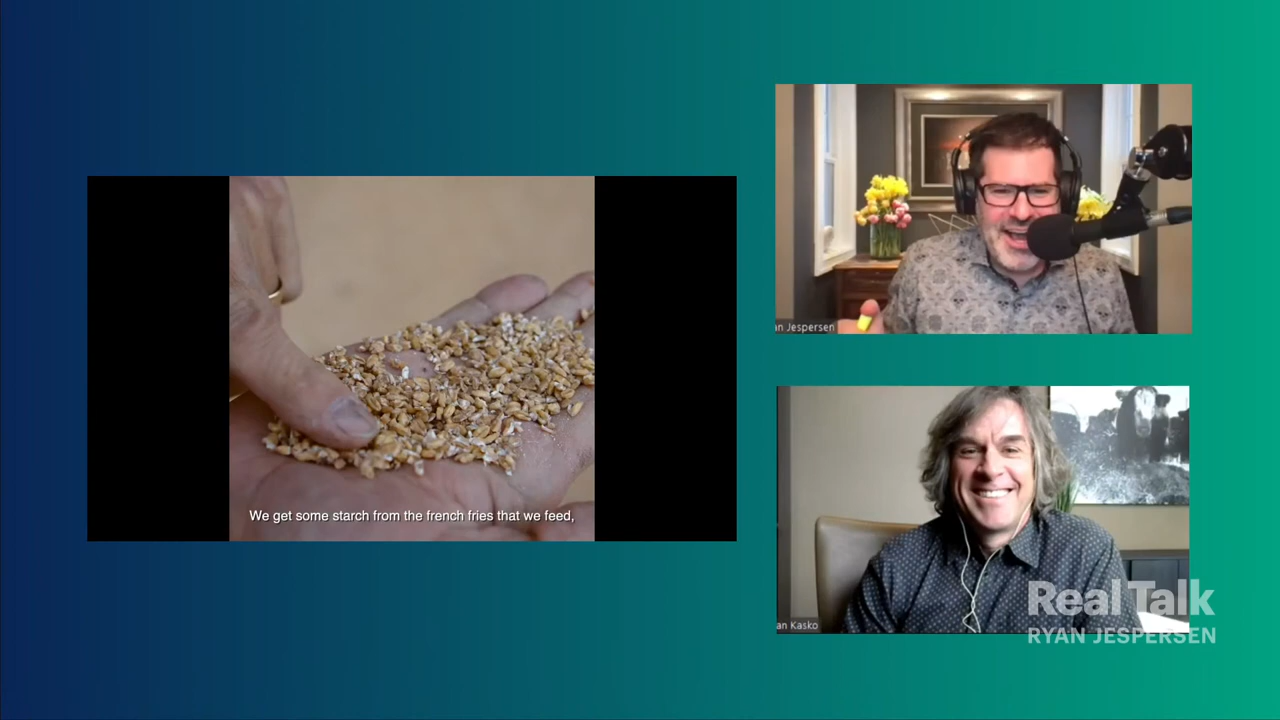 We get some starch from the french fries that we feed,
an Jespersen
an Kasko
Real Talk
RYAN JESPERSEN